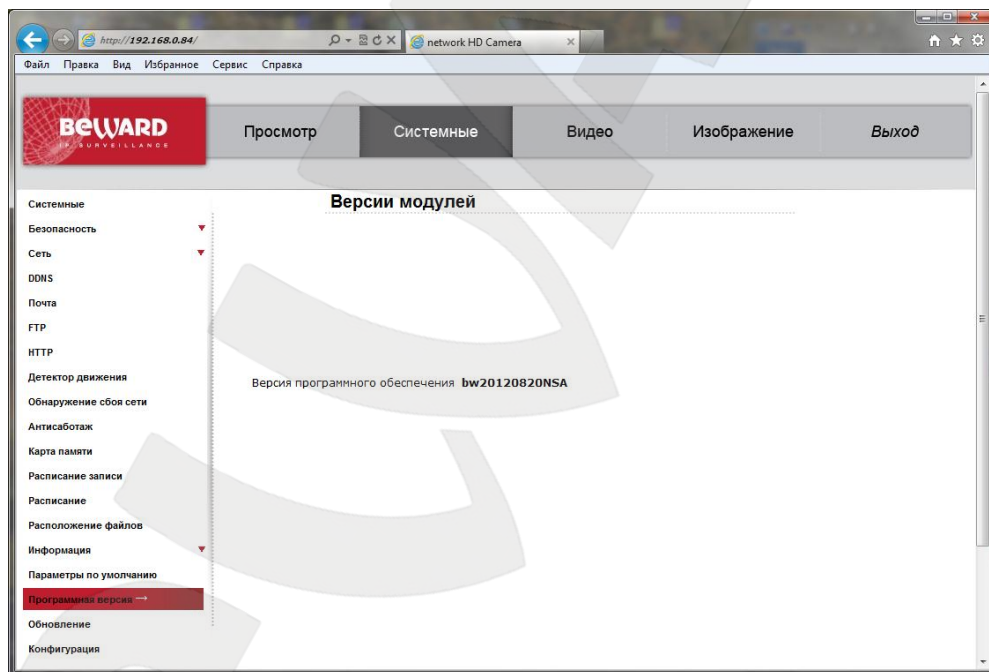 http://192.168.0.84/
network HD Camera
Файл Правка Вид Избранное Сервис Справка
BEWARD
IP SURVEILLANCE
Просмотр Системные Видео Изображение Выход
Системные
Безопасность
Сеть
DDNS
Почта
FTP
HTTP
Детектор движения
Обнаружение сбоя сети
Антисаботаж
Карта памяти
Расписание записи
Расписание
Расположение файлов
Информация
Параметры по умолчанию
Программная версия →
Обновление
Конфигурация
Версии модулей
Версия программного обеспечения bw20120820NSA